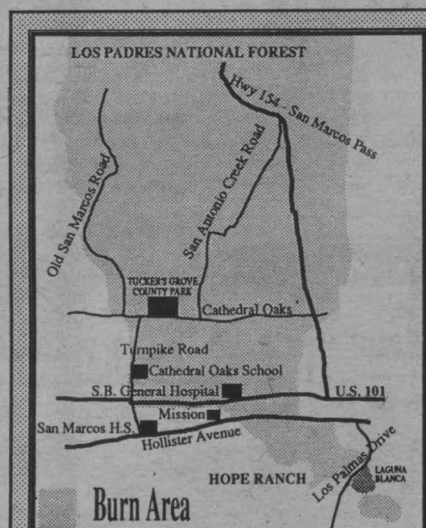 LOS PADRES NATIONAL FOREST
Hwy 154 - San Marcos Pass
San Antonio Creek Road
Old San Marcos Road
TUCKER'S GROVE
COUNTY PARK
Cathedral Oaks
Turnpike Road
Cathedral Oaks School
S.B. General Hospital
U.S. 101
Mission
San Marcos H.S.
Hollister Avenue
Los Palmas Drive
HOPE RANCH
LAGUNA
BLANCA
Burn Area